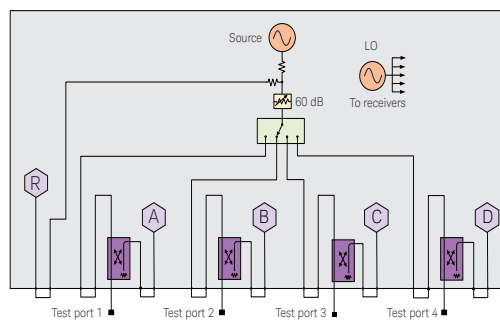 Source
LO
60 dB
To receivers
R
A
B
C
D
Test port 1
Test port 2
Test port 3
Test port 4